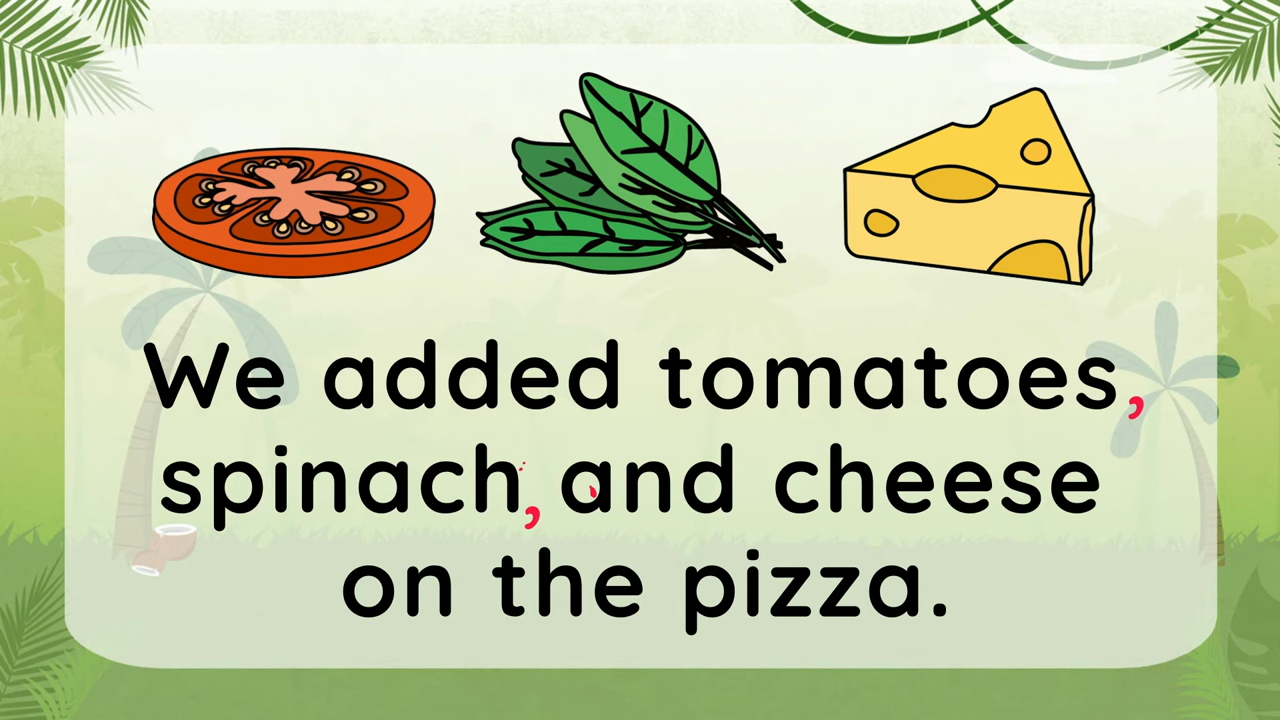 We added tomatoes,
spinach, and cheese
on the pizza.